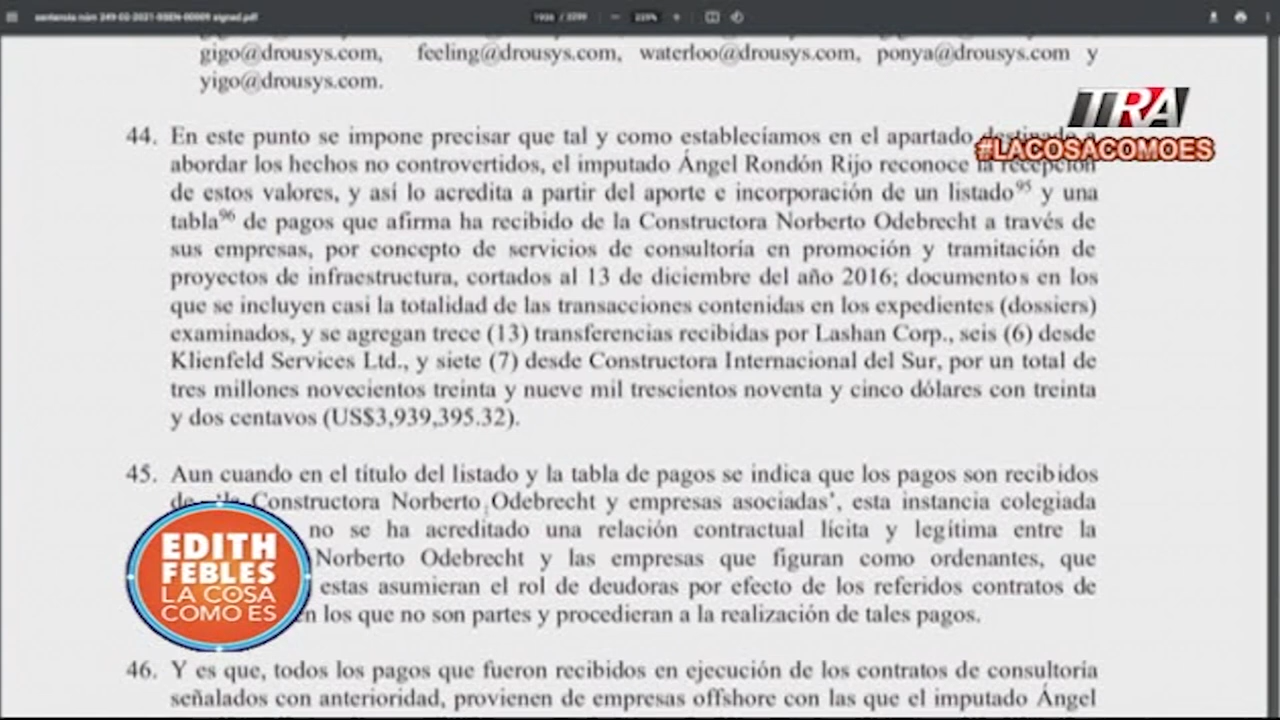 sentencia núm 249-02-2021-SSEN-00009 signed.pdf
gigo@drousys.com, feeling@drousys.com, waterloo@drousys.com, ponya@drousys.com y
yigo@drousys.com.
TRA
#LACOSACOMOES
44. En este punto se impone precisar que tal y como establecíamos en el apartado destinado a
abordar los hechos no controvertidos, el imputado Ángel Rondón Rijo reconoce la recepción
de estos valores, y así lo acredita a partir del aporte e incorporación de un listado95 y una
tabla96 de pagos que afirma ha recibido de la Constructora Norberto Odebrecht a través de
sus empresas, por concepto de servicios de consultoría en promoción y tramitación de
proyectos de infraestructura, cortados al 13 de diciembre del año 2016; documentos en los
que se incluyen casi la totalidad de las transacciones contenidas en los expedientes (dossiers)
examinados, y se agregan trece (13) transferencias recibidas por Lashan Corp., seis (6) desde
Klienfeld Services Ltd., y siete (7) desde Constructora Internacional del Sur, por un total de
tres millones novecientos treinta y nueve mil trescientos noventa y cinco dólares con treinta
y dos centavos (US$3,939,395.32).
45. Aun cuando en el título del listado y la tabla de pagos se indica que los pagos son recibidos
de 'la Constructora Norberto Odebrecht y empresas asociadas', esta instancia colegiada
no se ha acreditado una relación contractual lícita y legítima entre la
Norberto Odebrecht y las empresas que figuran como ordenantes, que
estas asumieran el rol de deudoras por efecto de los referidos contratos de
en los que no son partes y procedieran a la realización de tales pagos.
EDITH
FEBLES
LA COSA
COMO ES
46. Y es que, todos los pagos que fueron recibidos en ejecución de los contratos de consultoría
señalados con anterioridad, provienen de empresas offshore con las que el imputado Ángel